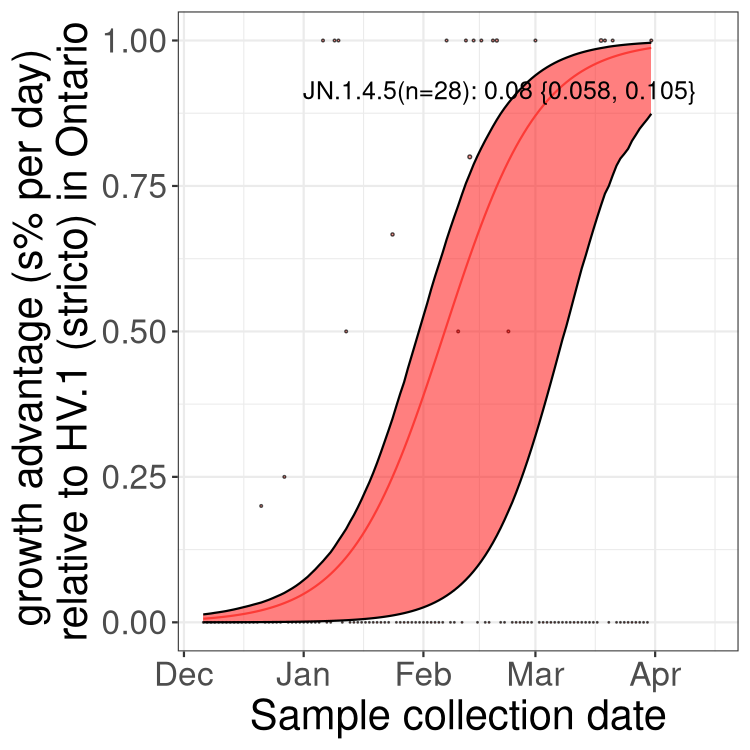 growth advantage (s% per day)
relative to HV.1 (stricto) in Ontario
1.00
0.75
0.50
0.25
0.00
JN.1.4.5(n=28): 0.08 {0.058, 0.105}
Dec Jan Feb Mar Apr
Sample collection date